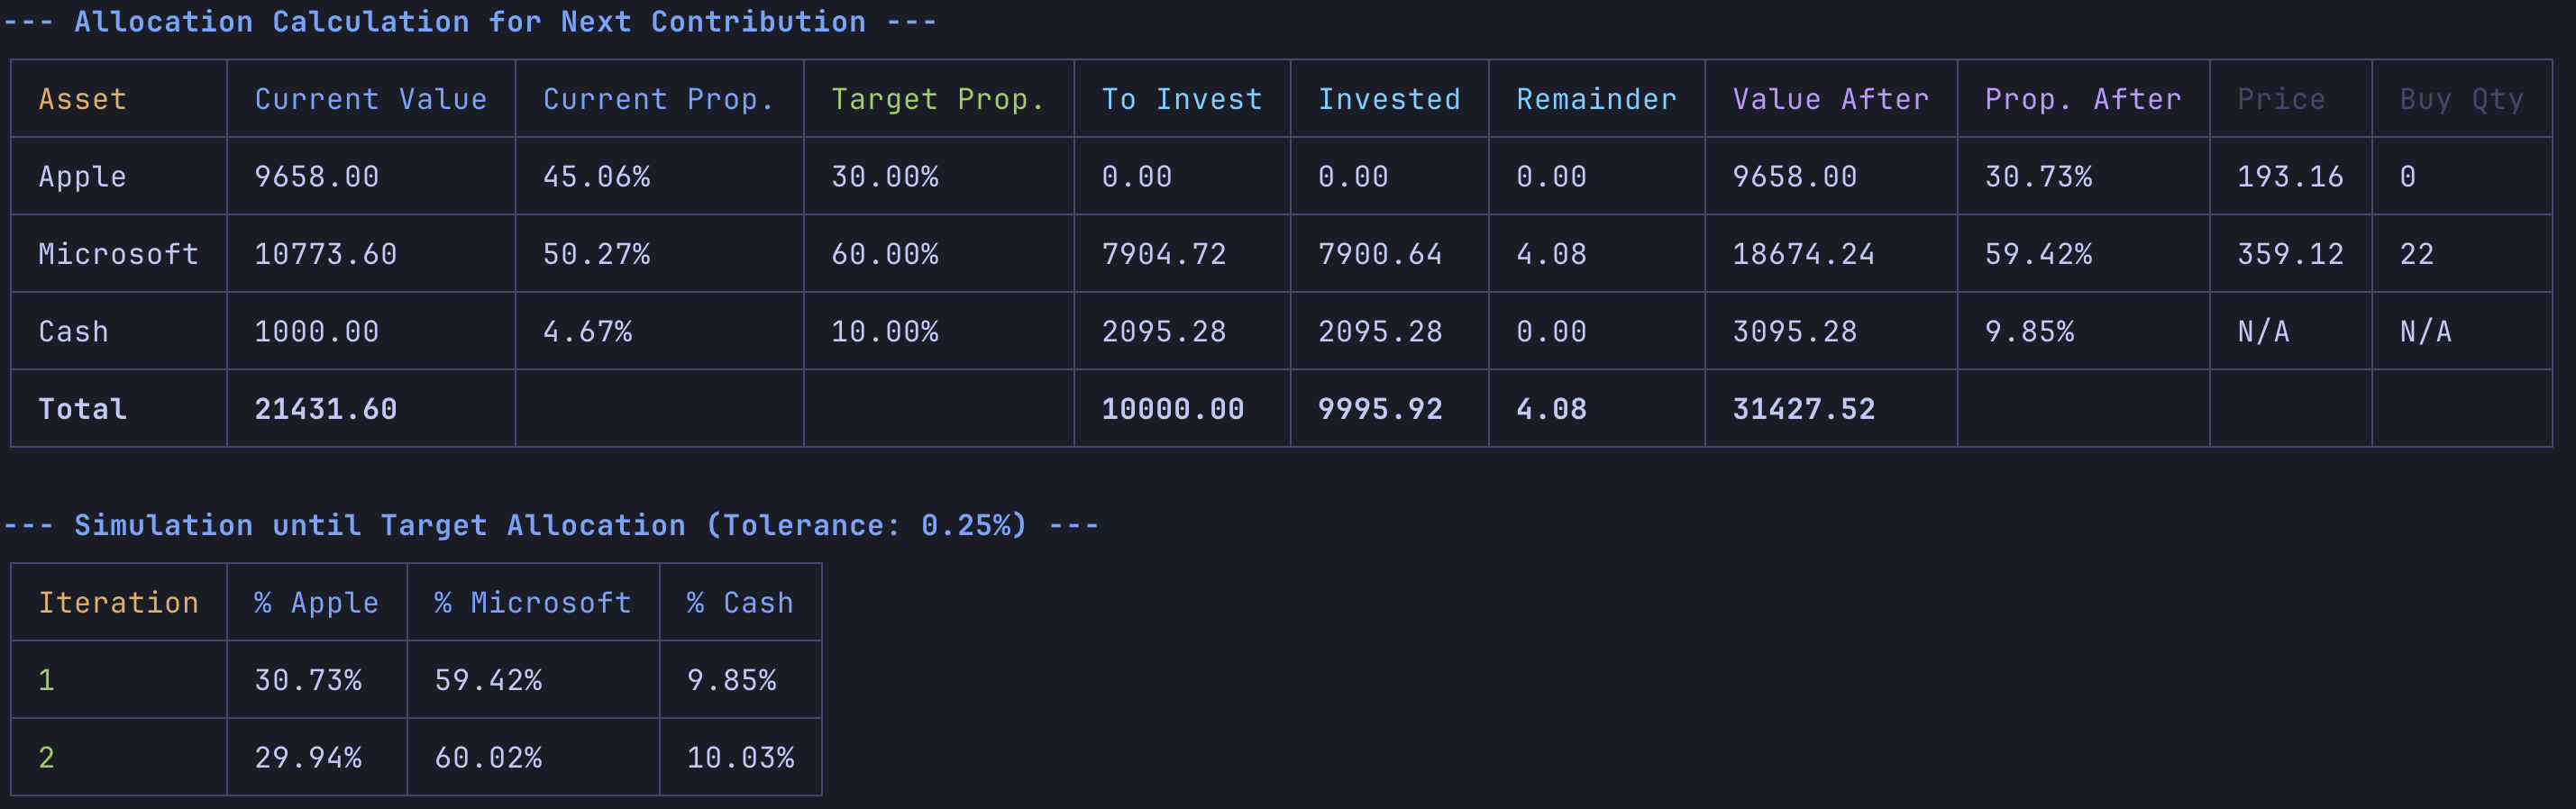 --- Allocation Calculation for Next Contribution ---
Asset Current Value Current Prop. Target Prop. To Invest Invested Remainder Value After Prop. After Price Buy Qty
Apple 9658.00 45.06% 30.00% 0.00 0.00 0.00 9658.00 30.73% 193.16 0
Microsoft 10773.60 50.27% 60.00% 7904.72 7900.64 4.08 18674.24 59.42% 359.12 22
Cash 1000.00 4.67% 10.00% 2095.28 2095.28 0.00 3095.28 9.85% N/A N/A
Total 21431.60 10000.00 9995.92 4.08 31427.52
--- Simulation until Target Allocation (Tolerance: 0.25%) ---
Iteration % Apple % Microsoft % Cash
1 30.73% 59.42% 9.85%
2 29.94% 60.02% 10.03%